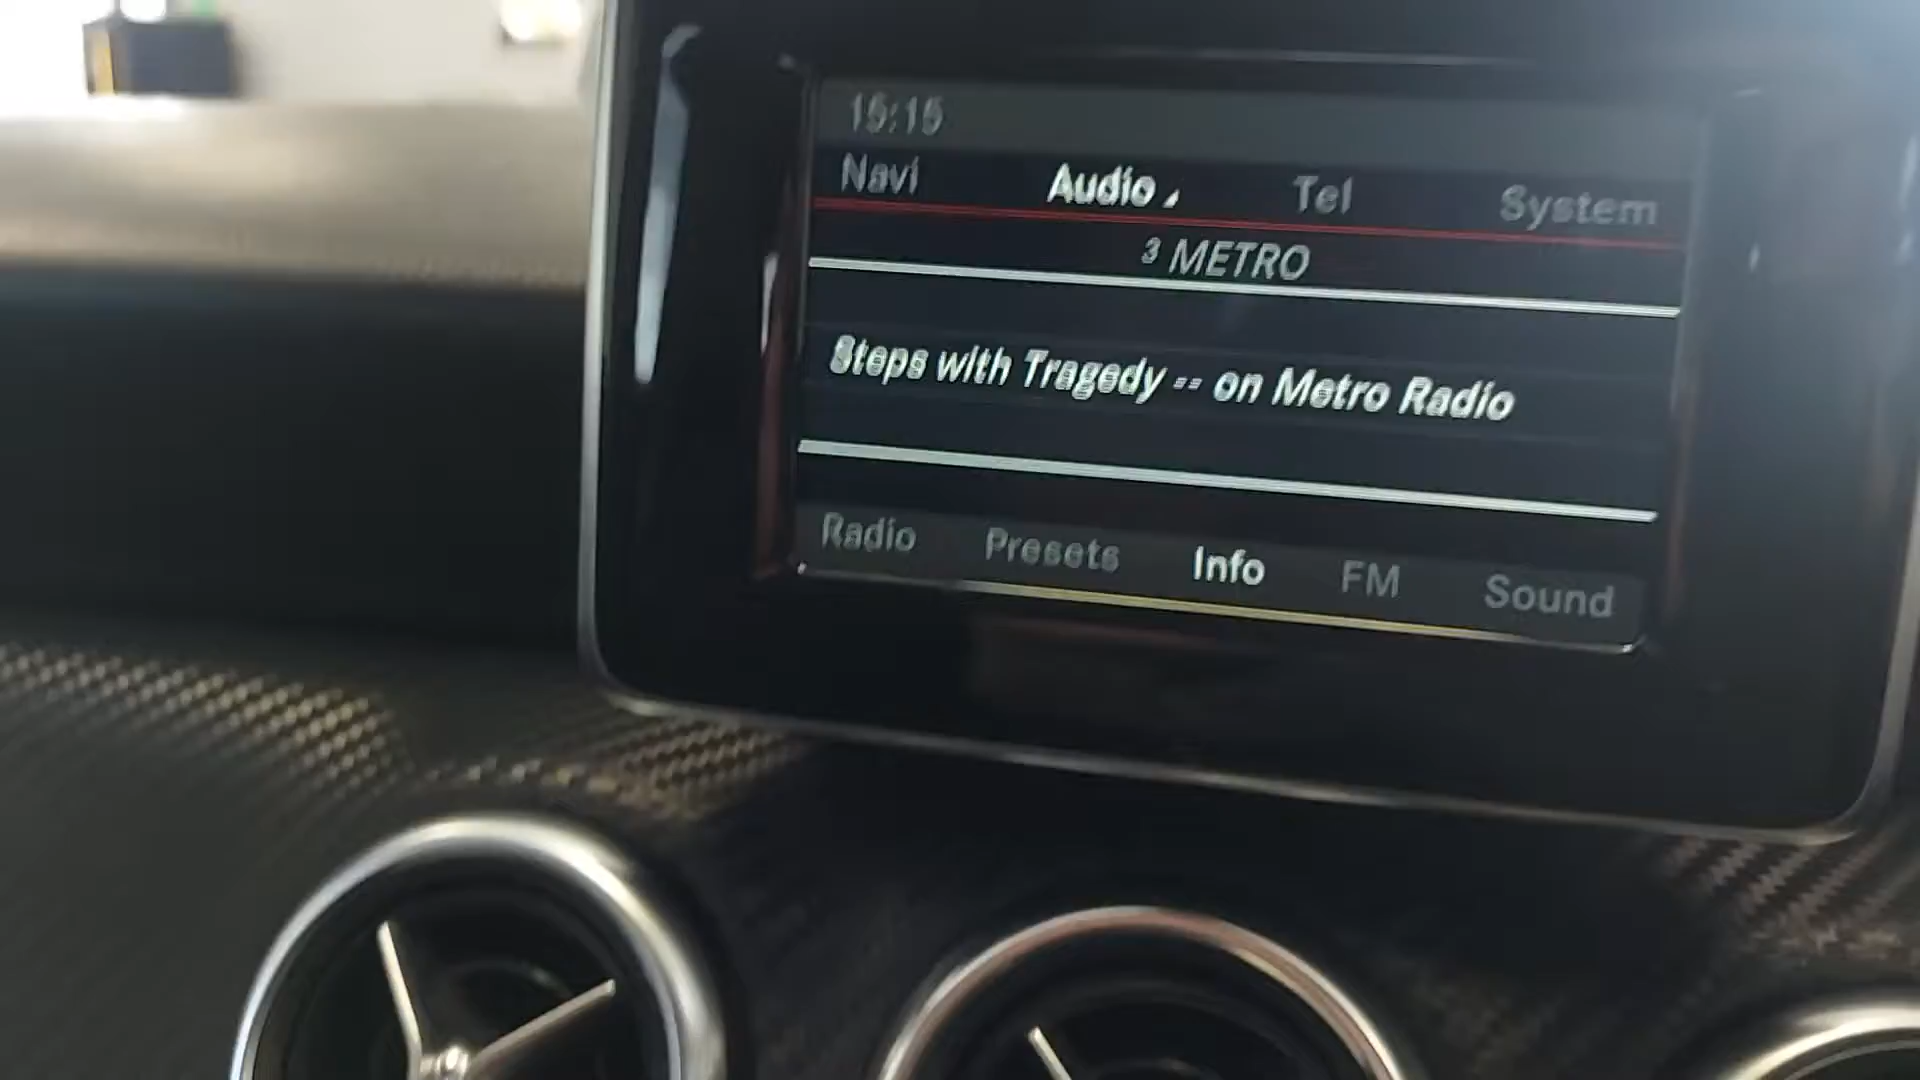 15:15
Navi Audio Tel System
3 METRO
Steps with Tragedy -- on Metro Radio
Radio Presets Info FM Sound